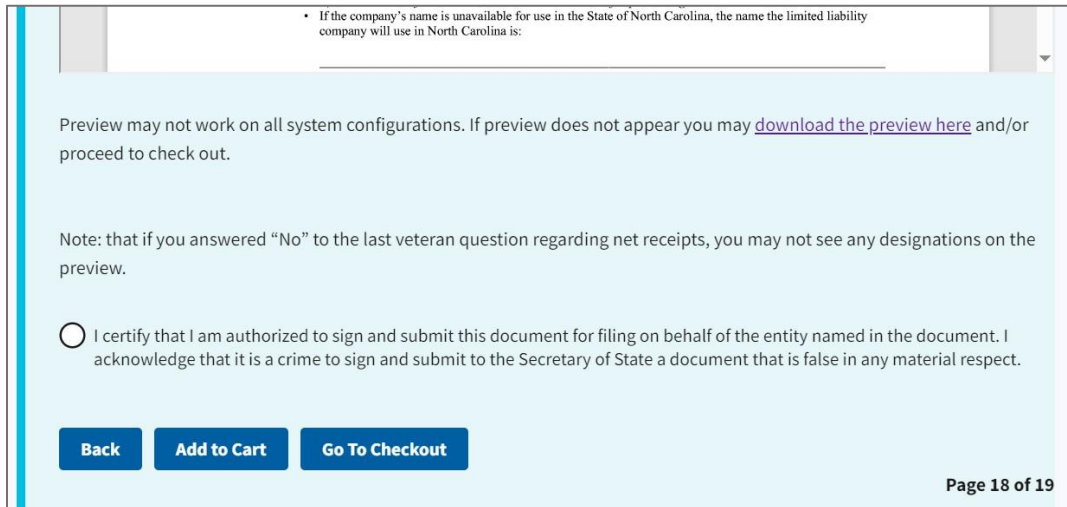 • If the company’s name is unavailable for use in the State of North Carolina, the name the limited liability
company will use in North Carolina is:
Preview may not work on all system configurations. If preview does not appear you may download the preview here and/or
proceed to check out.
Note: that if you answered “No” to the last veteran question regarding net receipts, you may not see any designations on the
preview.
I certify that I am authorized to sign and submit this document for filing on behalf of the entity named in the document. I
acknowledge that it is a crime to sign and submit to the Secretary of State a document that is false in any material respect.
Back Add to Cart Go To Checkout
Page 18 of 19